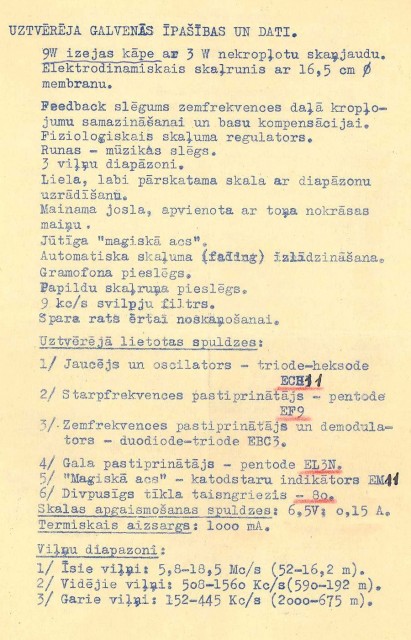 UZTVĒRĒJA GALVENĀS ĪPAŠĪBAS UN DATI.
9W izejas kāpe ar 3 W nekropļotu skaņjaudu.
Elektrodinamiskais skaļrunis ar 16,5 cm Ø
membranu.
Feedback slēgums zemfrekvences daļā kropļo-
jumu samazināšanai un basu kompensācijai.
Fizioloģiskais skaļuma regulators.
Runas - mūzikas slēgs.
3 viļņu diapāzoni.
Liela, labi pārskatama skala ar diapāzonu
uzrādīšanu.
Mainama josla, apvienota ar toņa nokrāsas
maiņu.
Jūtīga "magiskā acs".
Automatiska skaļuma (fading) izlīdzināšana.
Gramofona pieslēgs.
Papildu skaļruņa pieslēgs.
9 kc/s svilpju filtrs.
Spara rats ērtai noskaņošanai.
Uztvērējā lietotas spuldzes:
1/ Jaucējs un oscilators - triode-heksode
ECH11
2/ Starpfrekvences pastiprinātājs - pentode
EF9
3/ Zemfrekvences pastiprinātājs un demodula-
tors - duodiode-triode EBC3.
4/ Gala pastiprinātājs - pentode EL3N.
5/ "Magiskā acs" - katodstaru indikātors EM11
6/ Divpusīgs tīkla taisngriezis - 80.
Skalas apgaismošanas spuldzes: 6,5V; 0,15 A.
Termiskais aizsargs: 1000 mA.
Viļņu diapazoni:
1/ Īsie viļņi: 5,8-18,5 Mc/s (52-16,2 m).
2/ Vidējie viļņi: 508-1560 Kc/s(590-192 m).
3/ Garie viļņi: 152-445 Kc/s (2000-675 m).